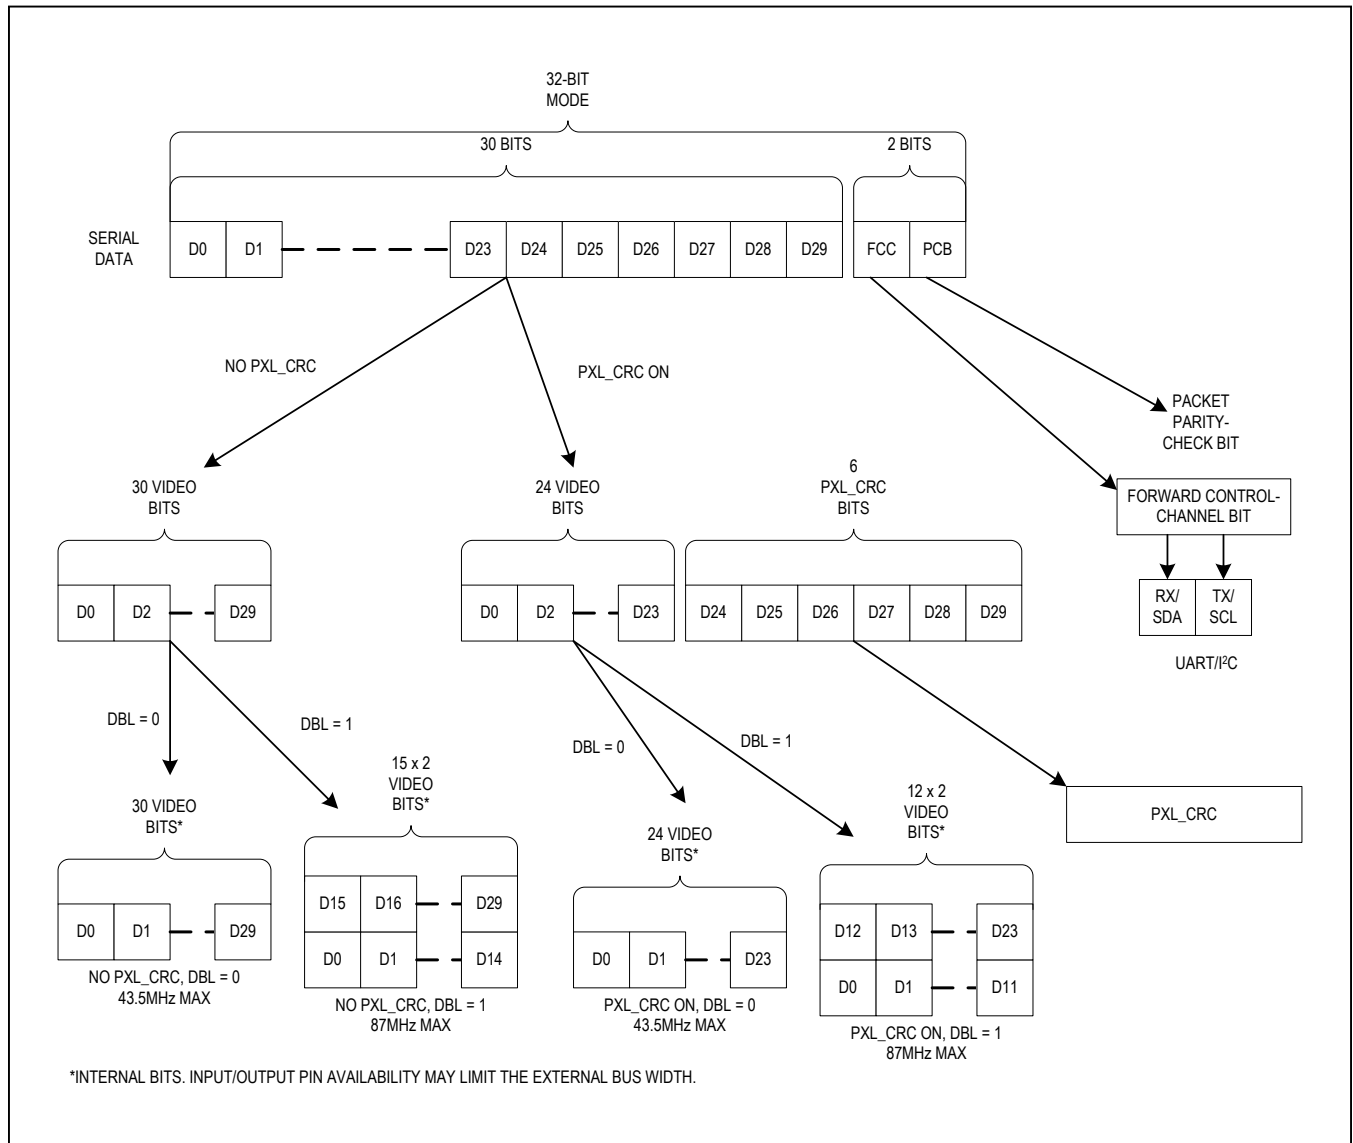 32-BIT
MODE
30 BITS
2 BITS
SERIAL
DATA
D0 D1 D23 D24 D25 D26 D27 D28 D29 FCC PCB
NO PXL_CRC
PXL_CRC ON
PACKET
PARITY-
CHECK BIT
30 VIDEO
BITS
24 VIDEO
BITS
6
PXL_CRC
BITS
FORWARD CONTROL-
CHANNEL BIT
D0 D2 D29
D0 D2 D23
D24 D25 D26 D27 D28 D29
RX/
SDA
TX/
SCL
UART/I²C
DBL = 0
DBL = 1
DBL = 0
DBL = 1
30 VIDEO
BITS*
15 x 2
VIDEO
BITS*
24 VIDEO
BITS*
12 x 2
VIDEO
BITS*
PXL_CRC
D0 D1 D29
NO PXL_CRC, DBL = 0
43.5MHz MAX
D15 D16 D29
D0 D1 D14
NO PXL_CRC, DBL = 1
87MHz MAX
D0 D1 D23
PXL_CRC ON, DBL = 0
43.5MHz MAX
D12 D13 D23
D0 D1 D11
PXL_CRC ON, DBL = 1
87MHz MAX
*INTERNAL BITS. INPUT/OUTPUT PIN AVAILABILITY MAY LIMIT THE EXTERNAL BUS WIDTH.